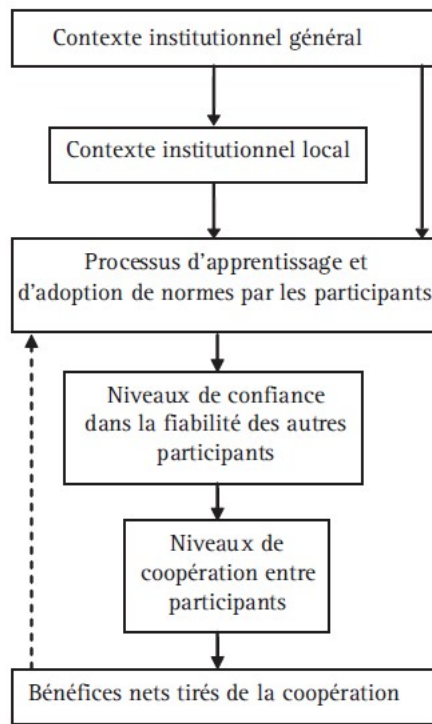 Contexte institutionnel général
Contexte institutionnel local
Processus d'apprentissage et
d'adoption de normes par les participants
Niveaux de confiance
dans la fiabilité des autres
participants
Niveaux de
coopération entre
participants
Bénéfices nets tirés de la coopération